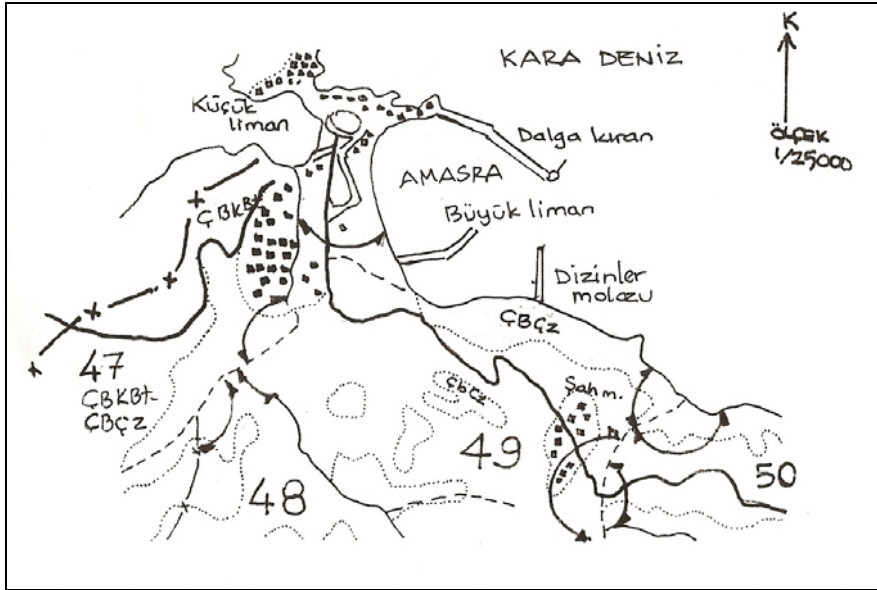 K
KARA DENİZ
Küçük
liman
Dalga kıran
ÖLÇEK
1/25000
AMASRA
ÇBKBt
Büyük liman
Dizinler
molozu
ÇBÇz
47
ÇBKBt-
ÇBÇz
ÇbÇz
Şah m.
49
50
48